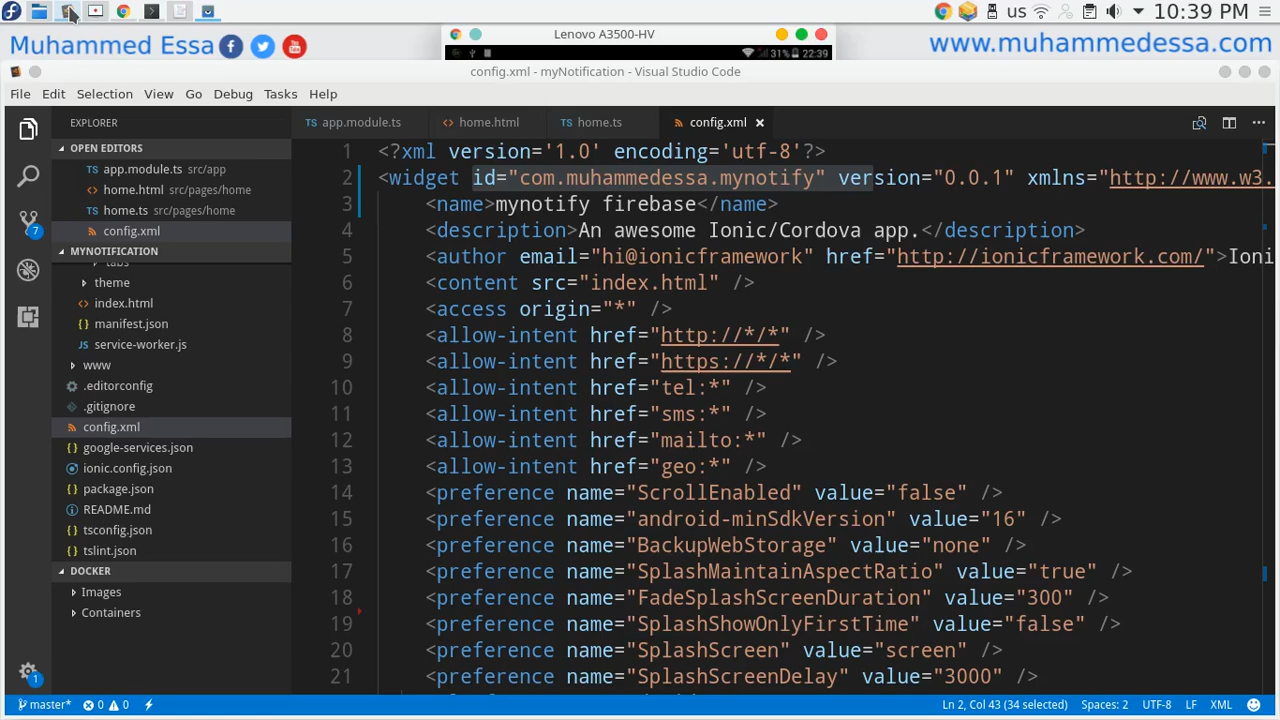 us 10:39 PM
Muhammed Essa
Lenovo A3500-HV
31% 22:39
www.muhammedessa.com
config.xml - myNotification - Visual Studio Code
File Edit Selection View Go Debug Tasks Help
EXPLORER
OPEN EDITORS
app.module.ts src/app
home.html src/pages/home
home.ts src/pages/home
config.xml
MYNOTIFICATION
tabs
theme
index.html
manifest.json
service-worker.js
www
.editorconfig
.gitignore
config.xml
google-services.json
ionic.config.json
package.json
README.md
tsconfig.json
tslint.json
DOCKER
Images
Containers
7
1
app.module.ts home.html home.ts config.xml
1 <?xml version='1.0' encoding='utf-8'?>
2 <widget id="com.muhammedessa.mynotify" version="0.0.1" xmlns="http://www.w3.
3 <name>mynotify firebase</name>
4 <description>An awesome Ionic/Cordova app.</description>
5 <author email="hi@ionicframework" href="http://ionicframework.com/">Ioni
6 <content src="index.html" />
7 <access origin="*" />
8 <allow-intent href="http://*/*" />
9 <allow-intent href="https://*/*" />
10 <allow-intent href="tel:*" />
11 <allow-intent href="sms:*" />
12 <allow-intent href="mailto:*" />
13 <allow-intent href="geo:*" />
14 <preference name="ScrollEnabled" value="false" />
15 <preference name="android-minSdkVersion" value="16" />
16 <preference name="BackupWebStorage" value="none" />
17 <preference name="SplashMaintainAspectRatio" value="true" />
18 <preference name="FadeSplashScreenDuration" value="300" />
19 <preference name="SplashShowOnlyFirstTime" value="false" />
20 <preference name="SplashScreen" value="screen" />
21 <preference name="SplashScreenDelay" value="3000" />
master* 0 0 Ln 2, Col 43 (34 selected) Spaces: 2 UTF-8 LF XML